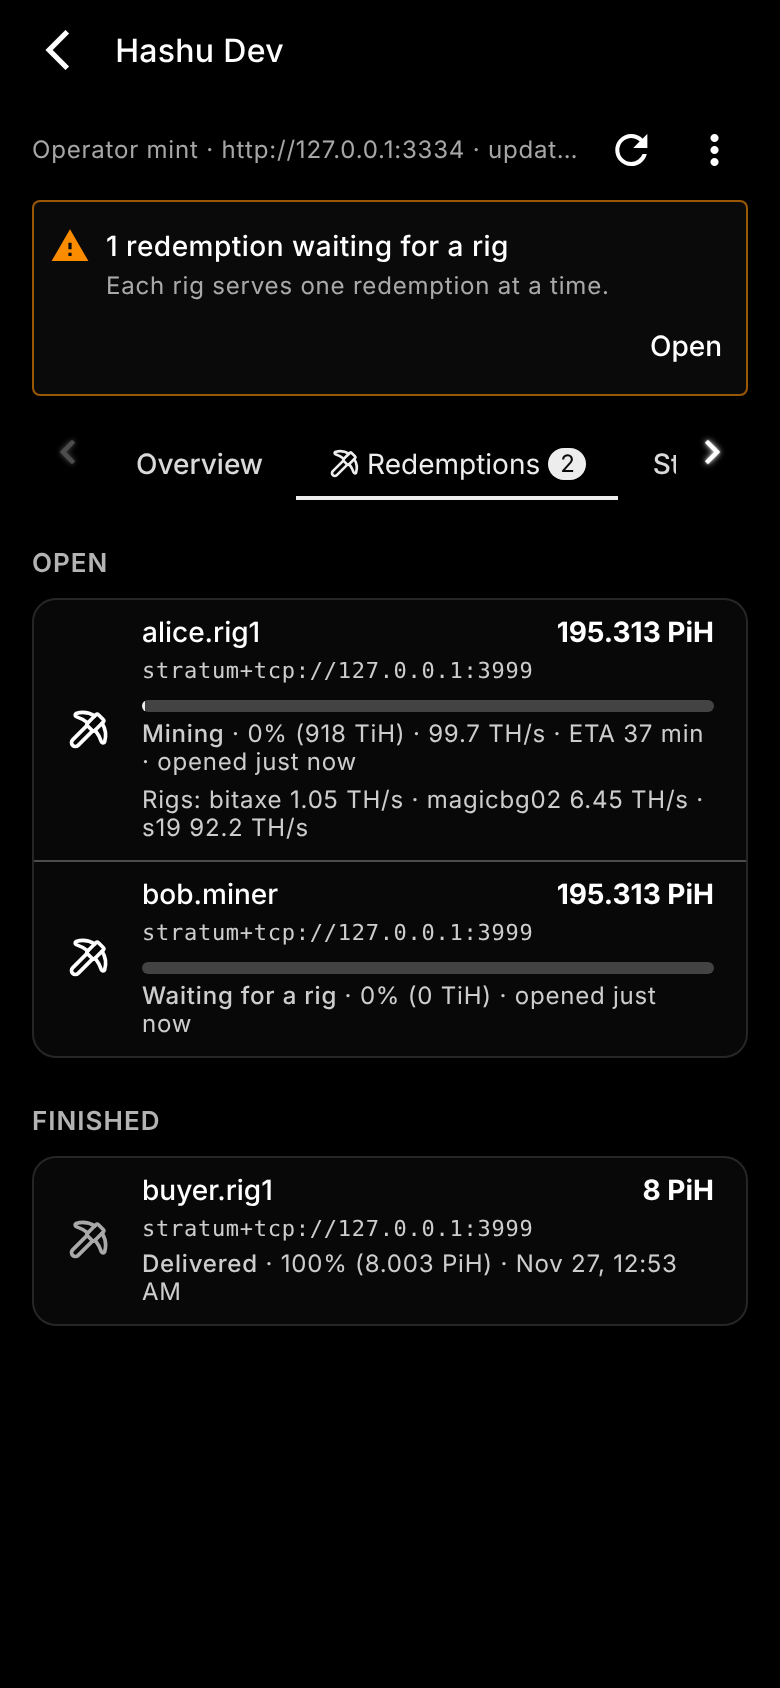 Hashu Dev
Operator mint · http://127.0.0.1:3334 · updat...
1 redemption waiting for a rig
Each rig serves one redemption at a time.
Open
Overview
Redemptions 2
St
OPEN
alice.rig1 195.313 PiH
stratum+tcp://127.0.0.1:3999
Mining · 0% (918 TiH) · 99.7 TH/s · ETA 37 min
· opened just now
Rigs: bitaxe 1.05 TH/s · magicbg02 6.45 TH/s ·
s19 92.2 TH/s
bob.miner 195.313 PiH
stratum+tcp://127.0.0.1:3999
Waiting for a rig · 0% (0 TiH) · opened just
now
FINISHED
buyer.rig1 8 PiH
stratum+tcp://127.0.0.1:3999
Delivered · 100% (8.003 PiH) · Nov 27, 12:53
AM